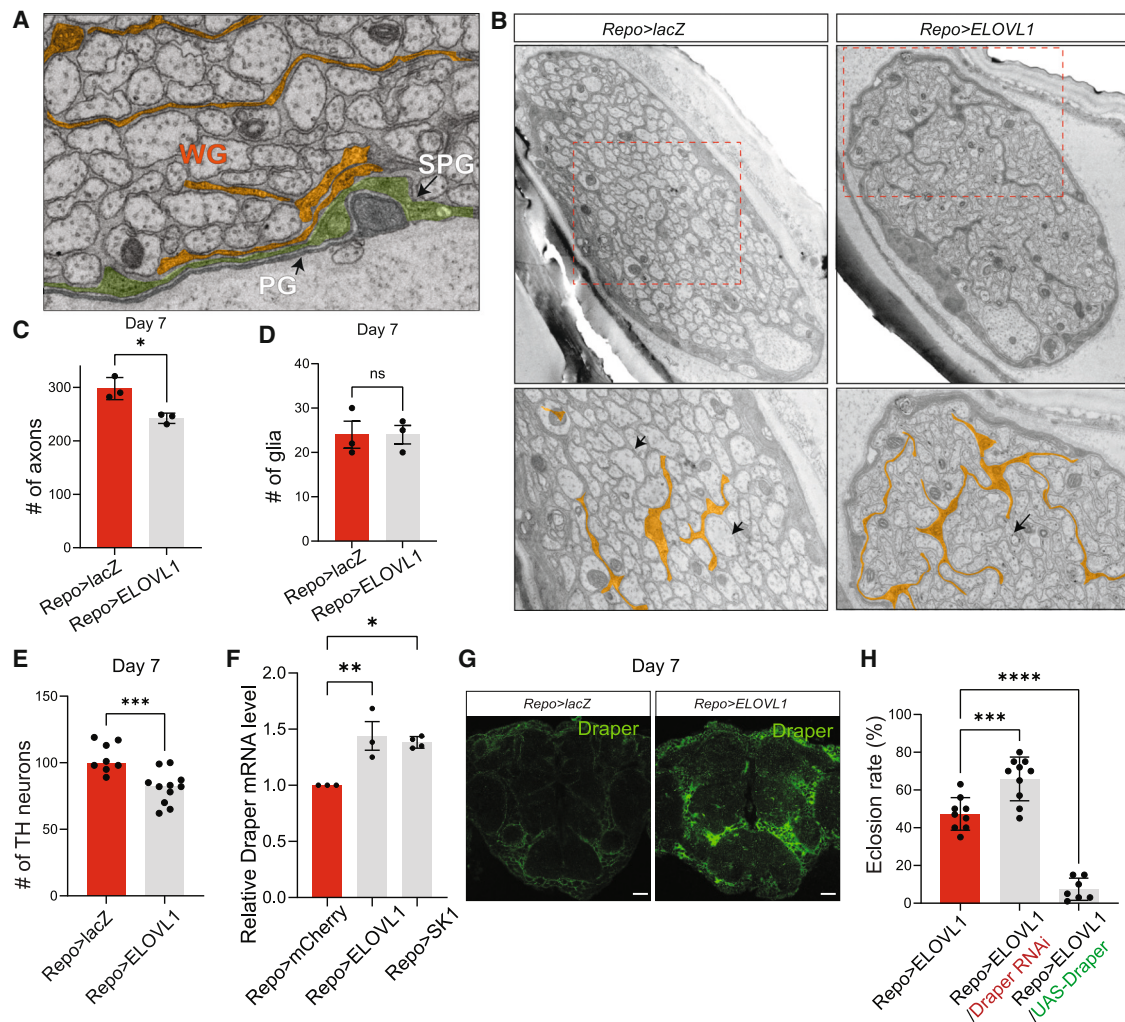 A
WG
SPG
PG
B
Repo>lacZ
Repo>ELOVL1
C
Day 7
*
# of axons
300
200
100
0
Repo>lacZ
Repo>ELOVL1
D
Day 7
ns
# of glia
40
30
20
10
0
Repo>lacZ
Repo>ELOVL1
E
Day 7
***
# of TH neurons
150
100
50
0
Repo>lacZ
Repo>ELOVL1
F
*
**
Relative Draper mRNA level
2.0
1.5
1.0
0.5
0.0
Repo>mCherry
Repo>ELOVL1
Repo>SK1
G
Day 7
Repo>lacZ
Repo>ELOVL1
Draper
Draper
H
****
***
Eclosion rate (%)
100
80
60
40
20
0
Repo>ELOVL1
Repo>ELOVL1
/Draper RNAi
Repo>ELOVL1
/UAS-Draper